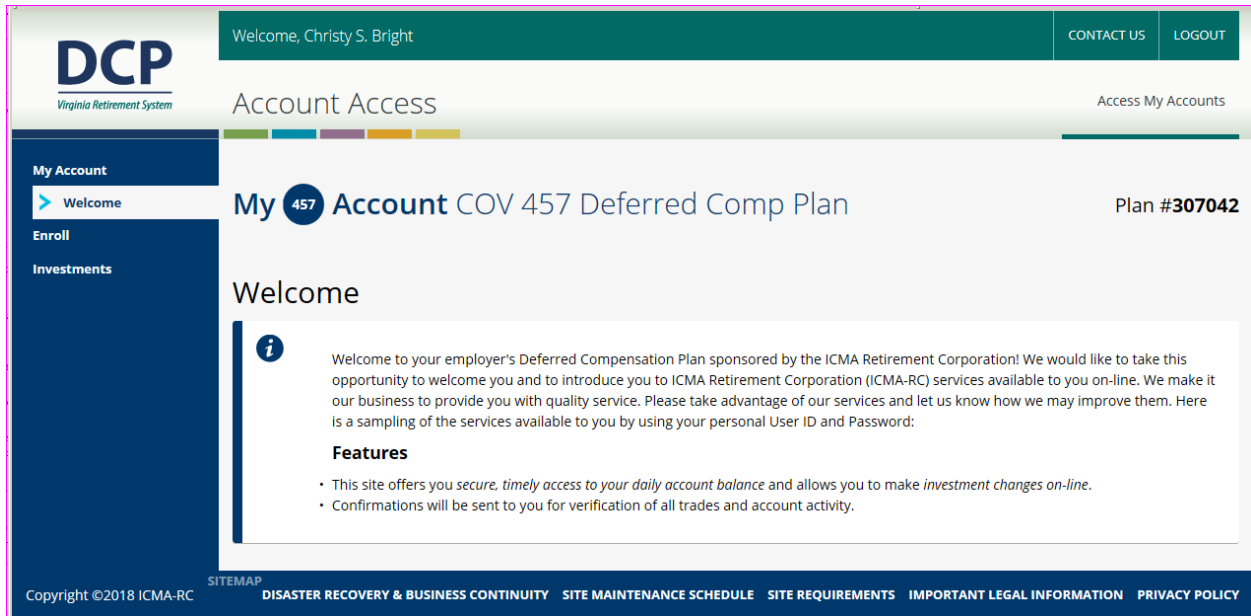 DCP
Virginia Retirement System
Welcome, Christy S. Bright
CONTACT US
LOGOUT
Account Access
Access My Accounts
My Account
Welcome
Enroll
Investments
My 457 Account COV 457 Deferred Comp Plan
Plan #307042
Welcome
i
Welcome to your employer's Deferred Compensation Plan sponsored by the ICMA Retirement Corporation! We would like to take this
opportunity to welcome you and to introduce you to ICMA Retirement Corporation (ICMA-RC) services available to you on-line. We make it
our business to provide you with quality service. Please take advantage of our services and let us know how we may improve them. Here
is a sampling of the services available to you by using your personal User ID and Password:
Features
• This site offers you secure, timely access to your daily account balance and allows you to make investment changes on-line.
• Confirmations will be sent to you for verification of all trades and account activity.
Copyright ©2018 ICMA-RC
SITEMAP
DISASTER RECOVERY & BUSINESS CONTINUITY SITE MAINTENANCE SCHEDULE SITE REQUIREMENTS IMPORTANT LEGAL INFORMATION PRIVACY POLICY